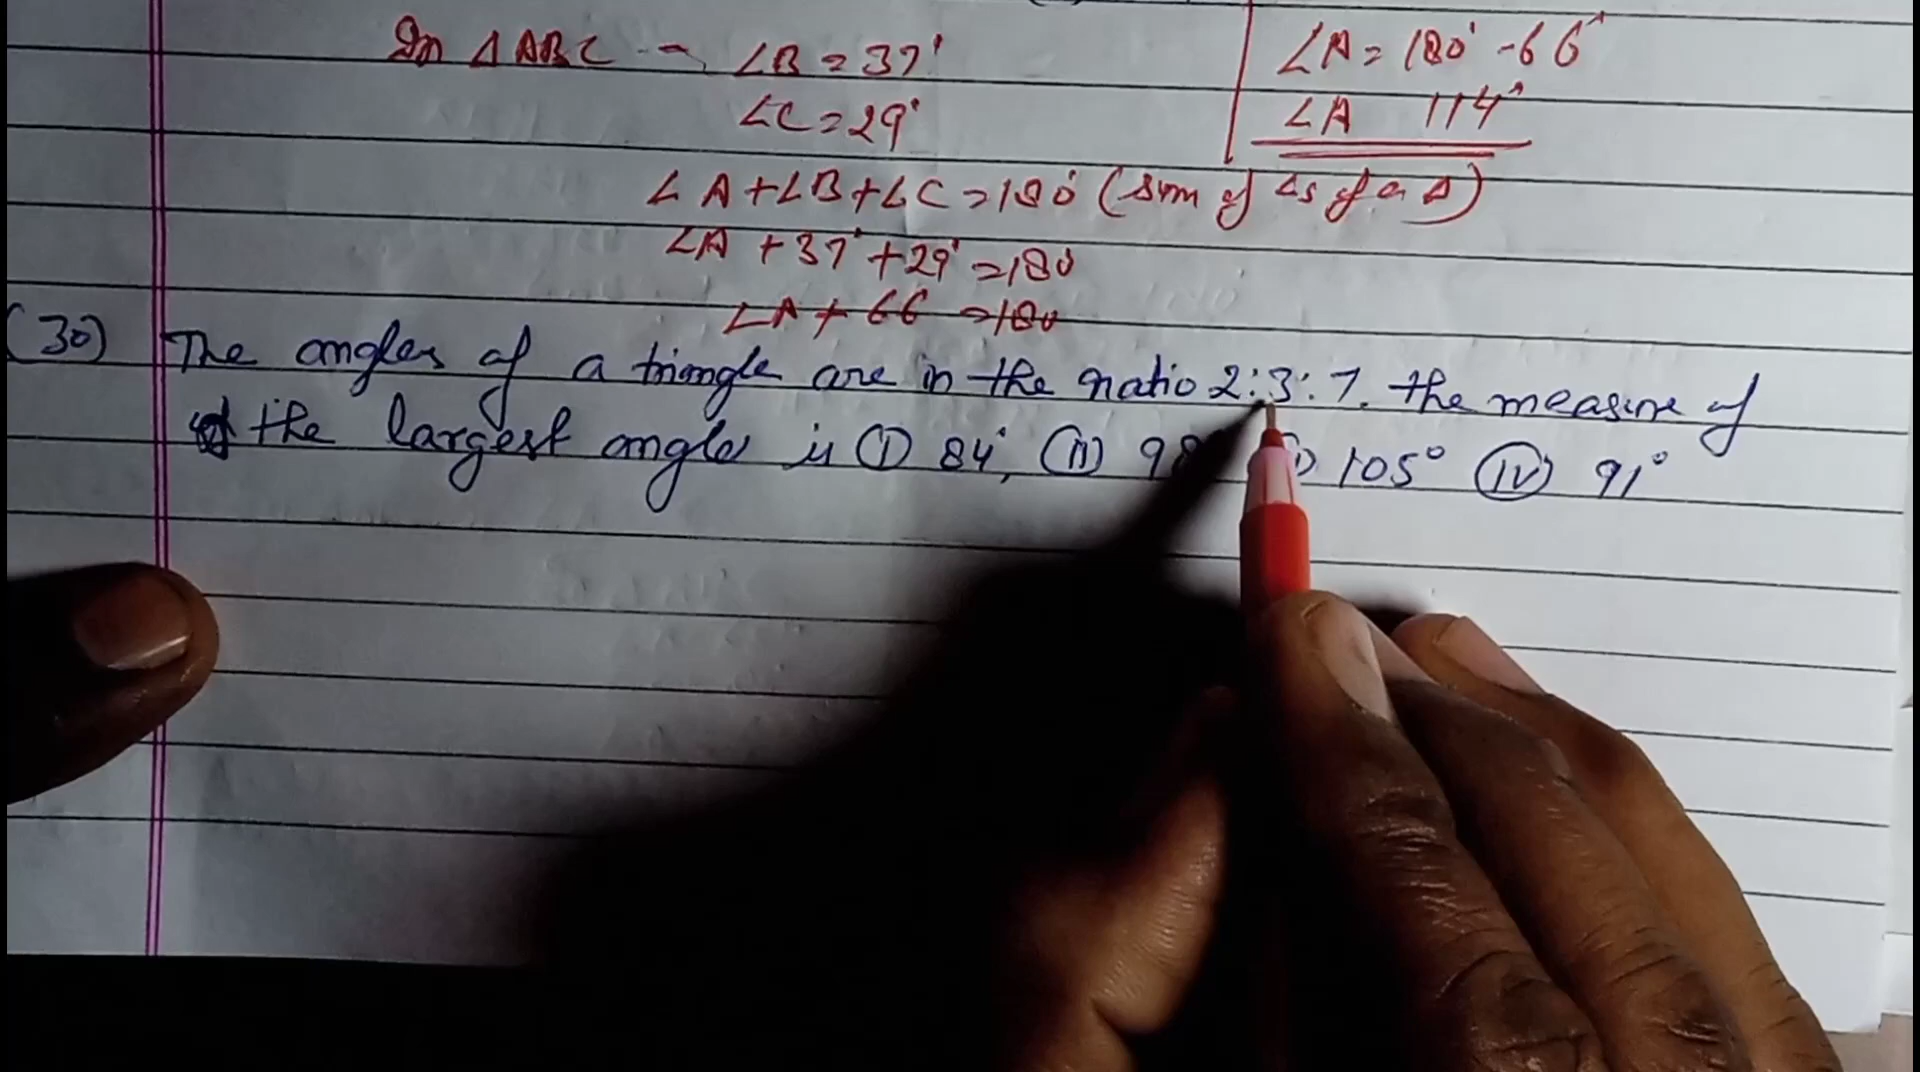 In ΔABC - ∠B = 37°
∠C = 29°
∠A + ∠B + ∠C = 180° (sum of ∠s of a Δ)
∠A + 37° + 29° = 180
∠A + 66 = 180
∠A = 180° - 66°
∠A 114°
(30) The angles of a triangle are in the ratio 2:3:7. the measure of
the largest angle is (I) 84°, (II) 105° (IV) 91°